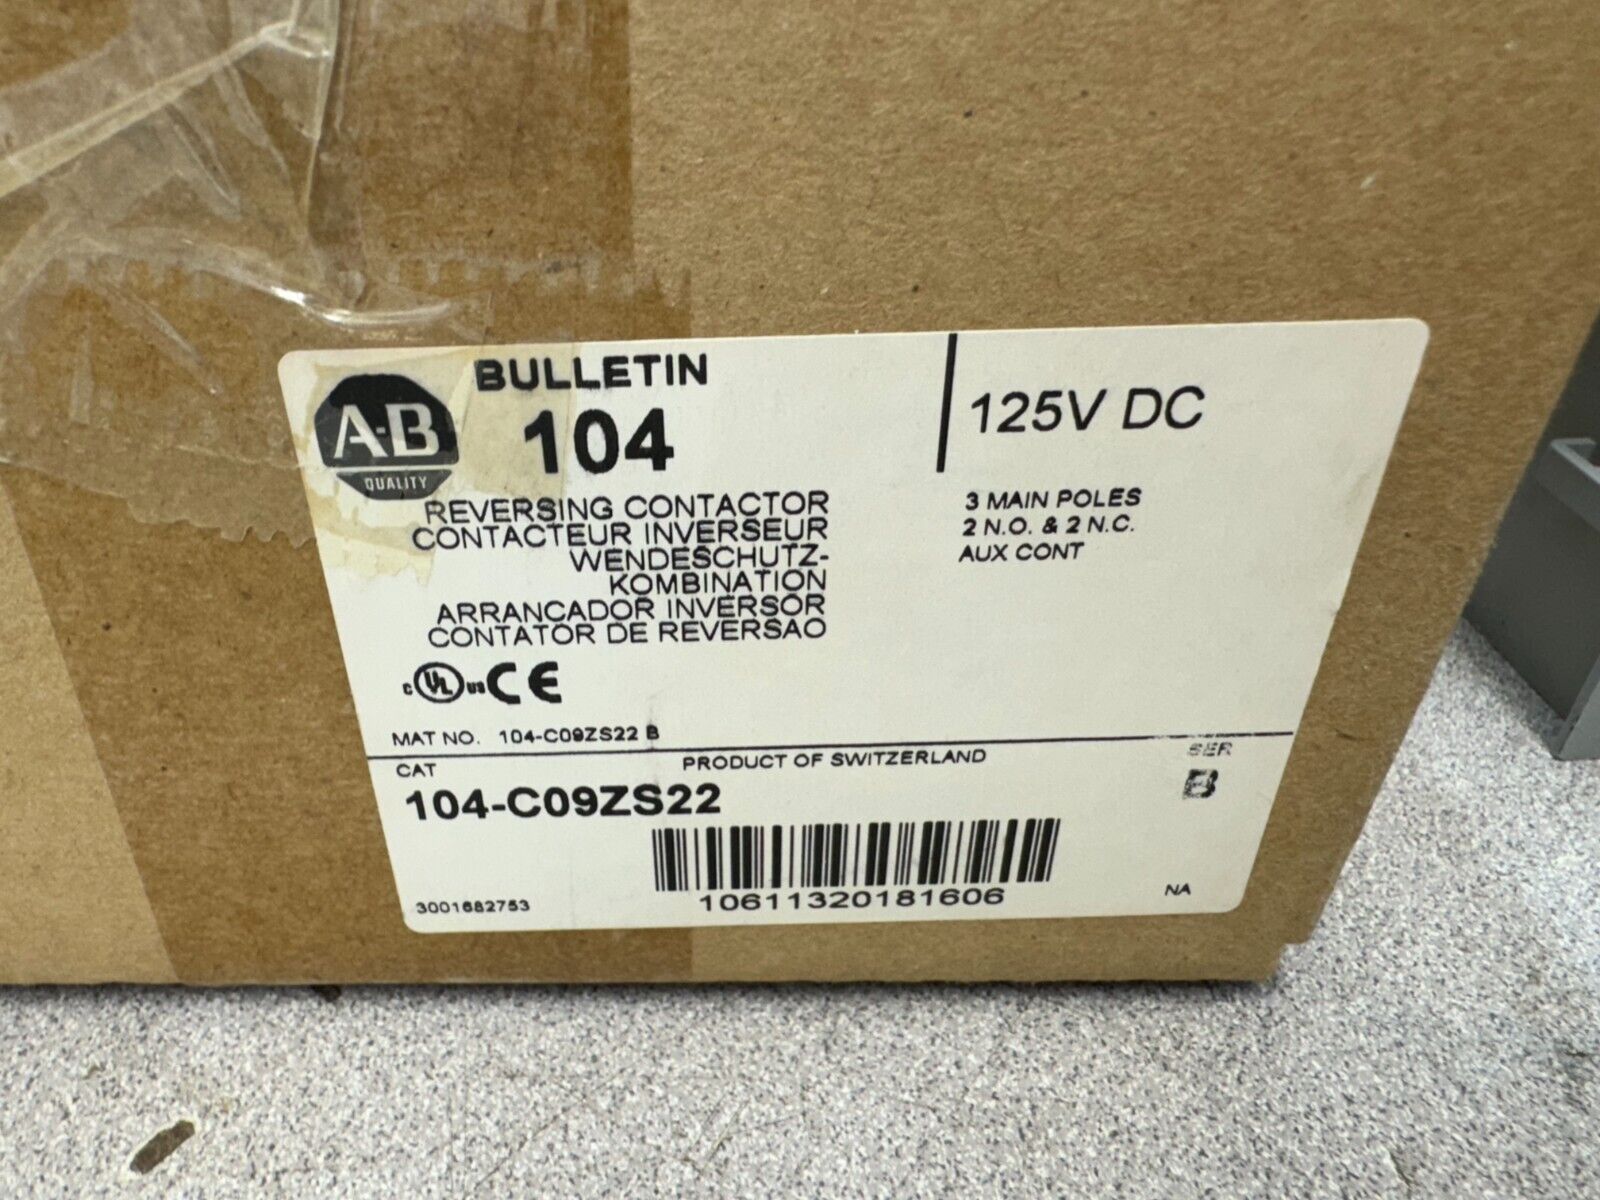 BULLETIN
104
A-B
QUALITY
125V DC
REVERSING CONTACTOR
CONTACTEUR INVERSEUR
WENDESCHUTZ-
KOMBINATION
ARRANCADOR INVERSOR
CONTATOR DE REVERSAO
3 MAIN POLES
2 N.O. & 2 N.C.
AUX CONT
c UL us CE
MAT NO. 104-C09ZS22 B
CAT
PRODUCT OF SWITZERLAND
SER
104-C09ZS22
B
10611320181606
3001682753
NA